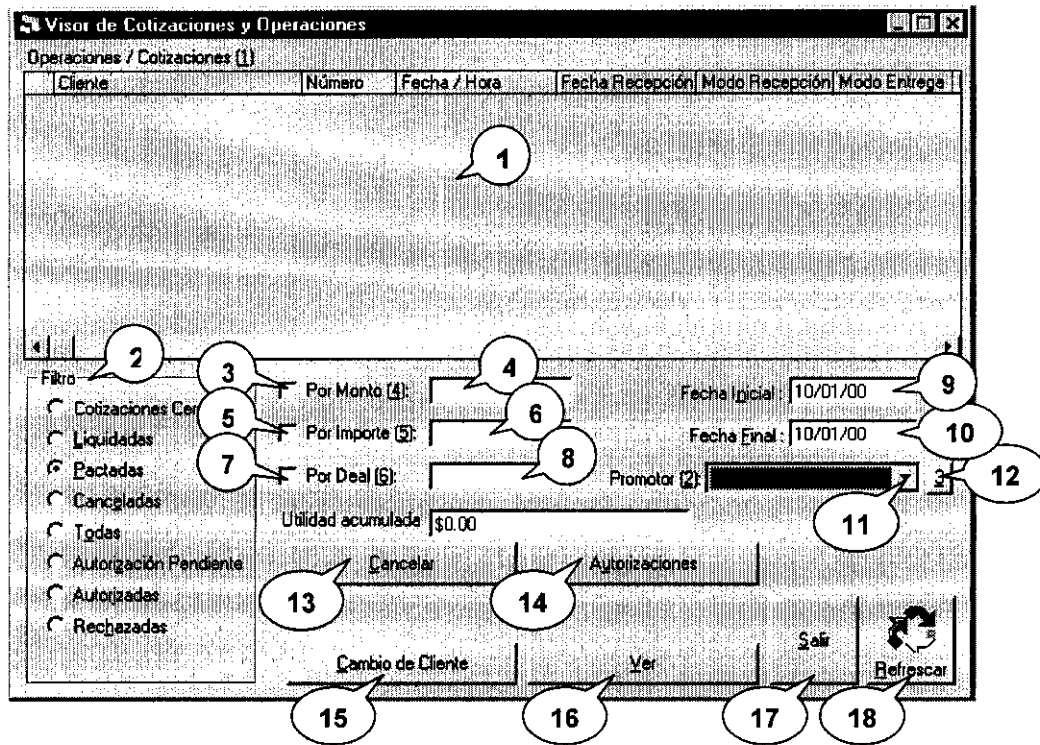 Visor de Cotizaciones y Operaciones
Operaciones / Cotizaciones (1)
Cliente Número Fecha / Hora Fecha Recepción Modo Recepción Modo Entrega
1
2
Filtro
Cotizaciones Cer
Liquidadas
Pactadas
Canceladas
Todas
Autorización Pendiente
Autorizadas
Rechazadas
3 Por Monto (4): 4
5 Por Importe (5): 6
7 Por Deal (6): 8
Fecha Inicial : 10/01/00 9
Fecha Final : 10/01/00 10
Promotor (2): 11 12
Utilidad acumulada $0.00
Cancelar 13
Autorizaciones 14
Cambio de Cliente 15
Ver 16
Salir 17
Refrescar 18